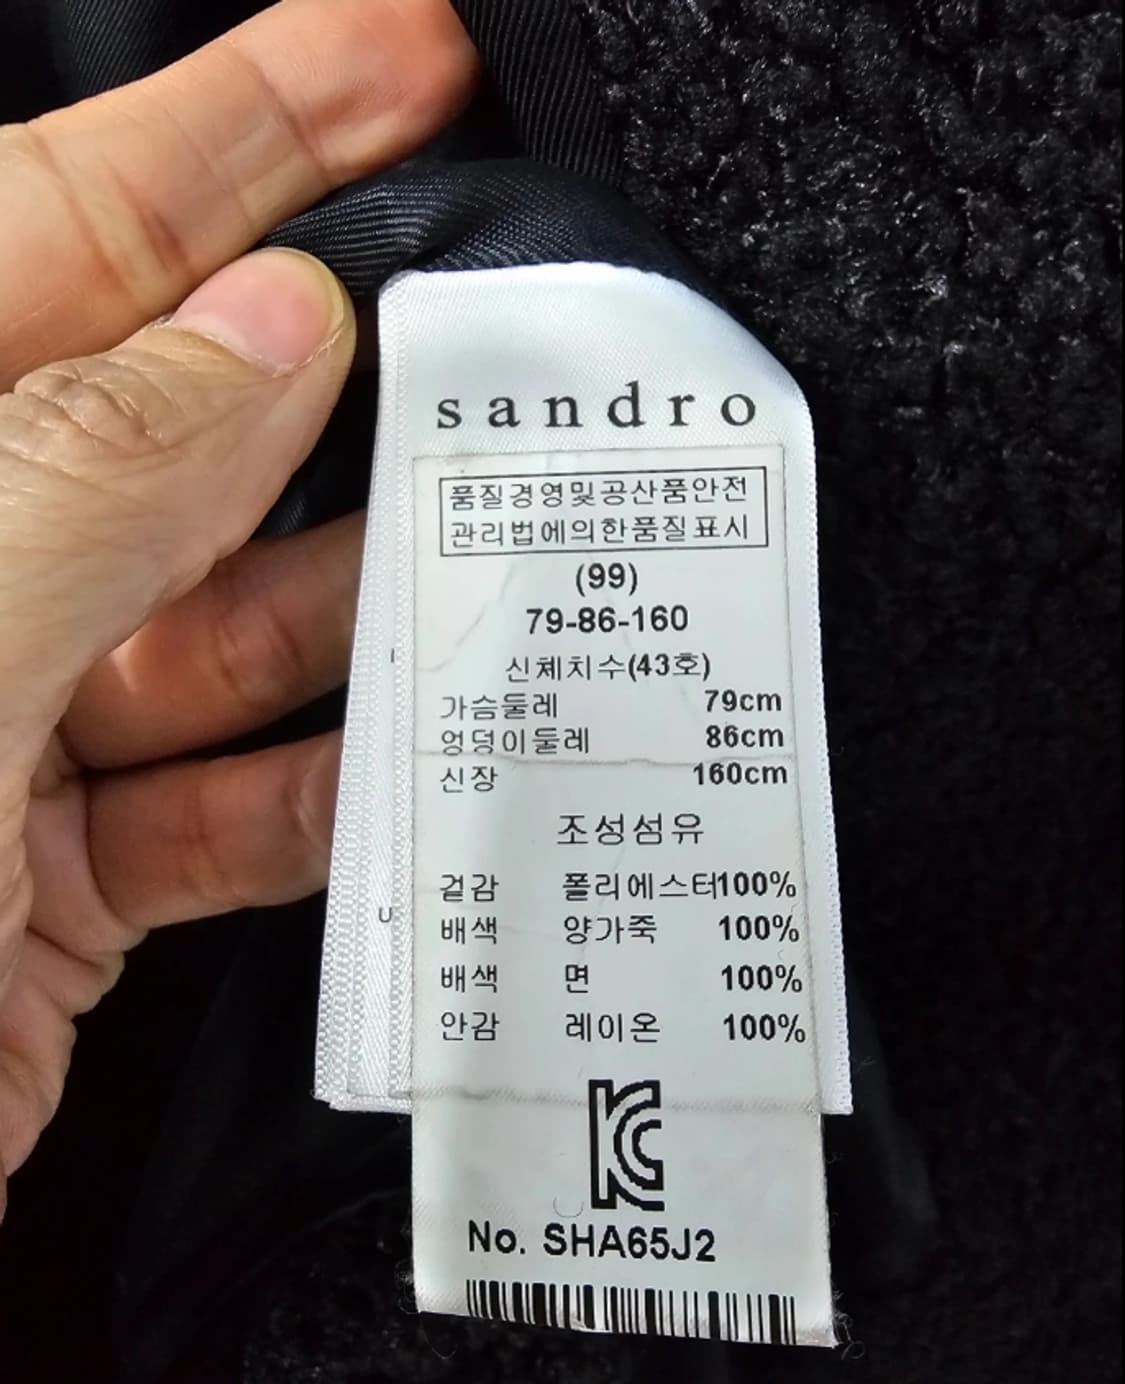 sandro
품질경영및공산품안전
관리법에의한품질표시
(99)
79-86-160
신체치수(43호)
가슴둘레 79cm
엉덩이둘레 86cm
신장 160cm
조성섬유
겉감 폴리에스터100%
배색 양가죽 100%
배색 면 100%
안감 레이온 100%
KC
No. SHA65J2
U